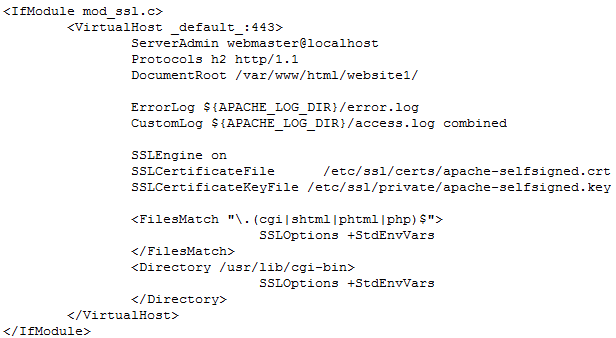 <IfModule mod_ssl.c>
<VirtualHost _default_:443>
ServerAdmin webmaster@localhost
Protocols h2 http/1.1
DocumentRoot /var/www/html/website1/
ErrorLog ${APACHE_LOG_DIR}/error.log
CustomLog ${APACHE_LOG_DIR}/access.log combined
SSLEngine on
SSLCertificateFile      /etc/ssl/certs/apache-selfsigned.crt
SSLCertificateKeyFile /etc/ssl/private/apache-selfsigned.key
<FilesMatch "\.(cgi|shtml|phtml|php)$">
SSLOptions +StdEnvVars
</FilesMatch>
<Directory /usr/lib/cgi-bin>
SSLOptions +StdEnvVars
</Directory>
</VirtualHost>
</IfModule>